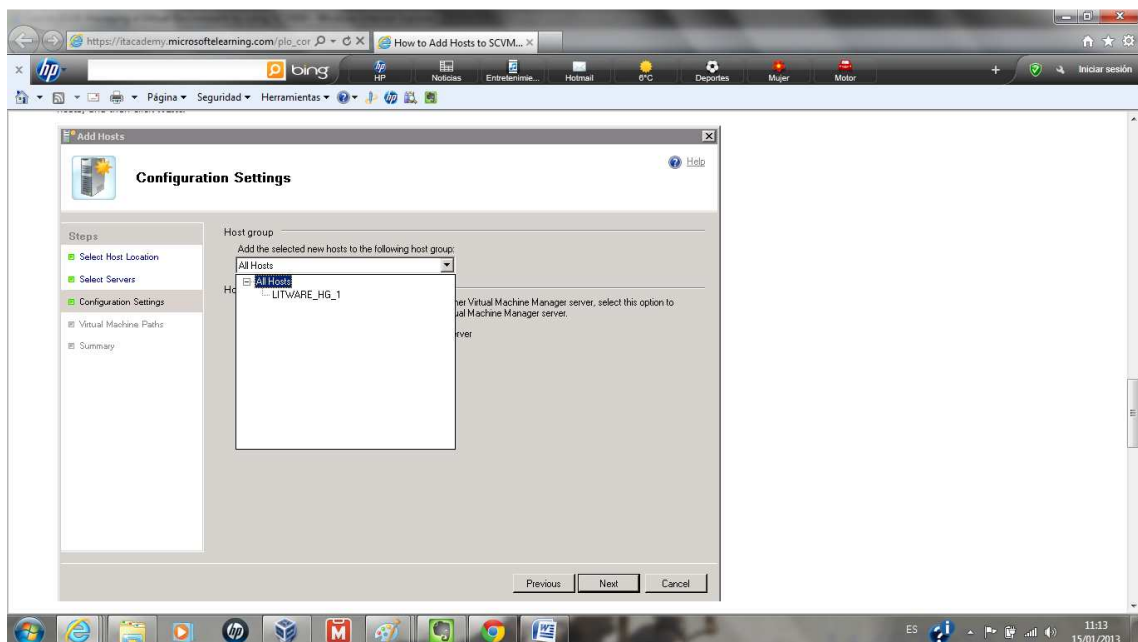 https://itacademy.microsoftelearning.com/plo_cor
How to Add Hosts to SCVM...
hp
bing
HP
Noticias
Entretenimie...
Hotmail
6°C
Deportes
Mujer
Motor
Iniciar sesión
Página
Seguridad
Herramientas
Add Hosts
Configuration Settings
Help
Steps
Select Host Location
Select Servers
Configuration Settings
Virtual Machine Paths
Summary
Host group
Add the selected new hosts to the following host group:
All Hosts
All Hosts
LITWARE_HG_1
Ho
her Virtual Machine Manager server, select this option to
ual Machine Manager server.
erver
Previous
Next
Cancel
ES
11:13
15/01/2013